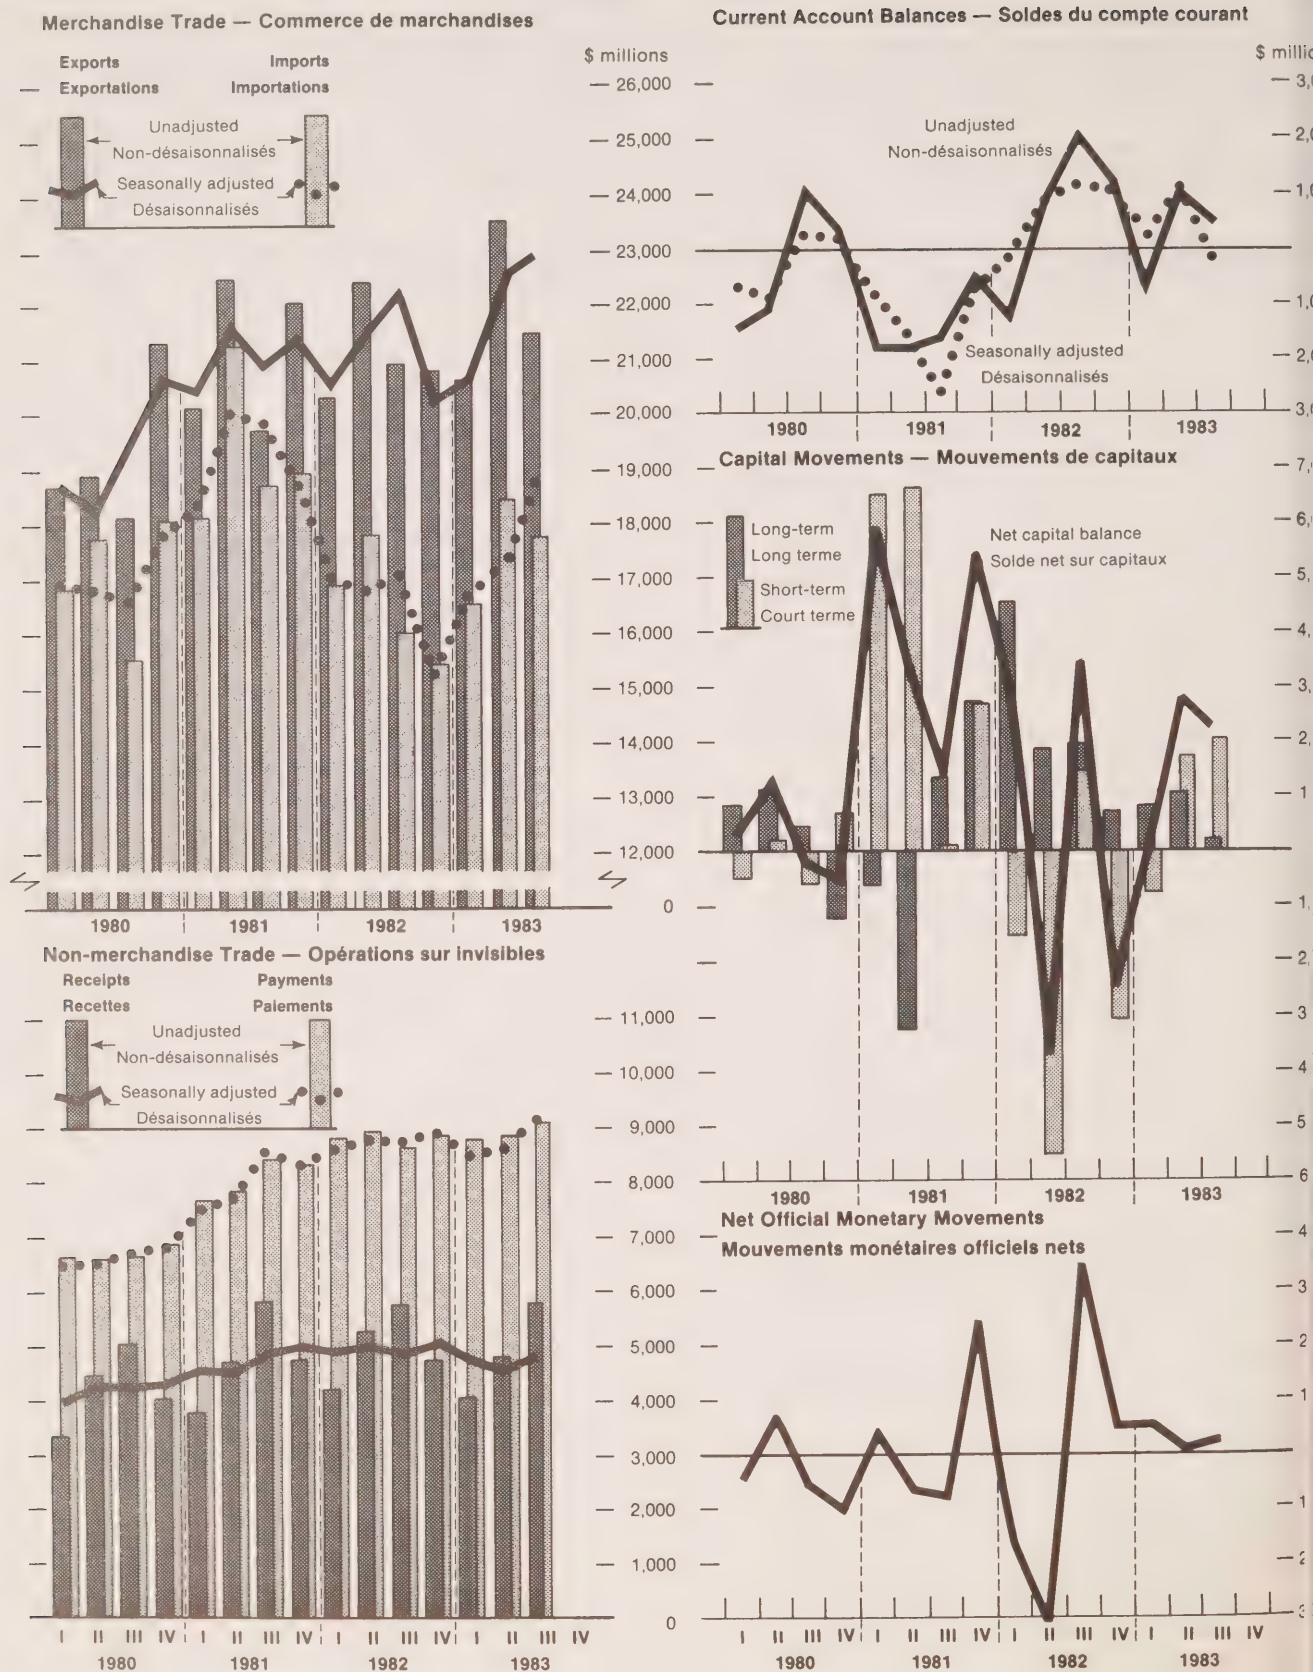 Merchandise Trade — Commerce de marchandises
Exports Imports
Exportations Importations
Unadjusted
Non-désaisonnalisés
Seasonally adjusted
Désaisonnalisés
$ millions
26,000
25,000
24,000
23,000
22,000
21,000
20,000
19,000
18,000
17,000
16,000
15,000
14,000
13,000
12,000
0
1980 1981 1982 1983
Non-merchandise Trade — Opérations sur invisibles
Receipts Payments
Recettes Paiements
Unadjusted
Non-désaisonnalisés
Seasonally adjusted
Désaisonnalisés
11,000
10,000
9,000
8,000
7,000
6,000
5,000
4,000
3,000
2,000
1,000
0
I II III IV I II III IV I II III IV I II III IV
1980 1981 1982 1983
Current Account Balances — Soldes du compte courant
Unadjusted
Non-désaisonnalisés
Seasonally adjusted
Désaisonnalisés
1980 1981 1982 1983
Capital Movements — Mouvements de capitaux
Long-term
Long terme
Short-term
Court terme
Net capital balance
Solde net sur capitaux
1980 1981 1982 1983
Net Official Monetary Movements
Mouvements monétaires officiels nets
I II III IV I II III IV I II III IV I II III IV
1980 1981 1982 1983